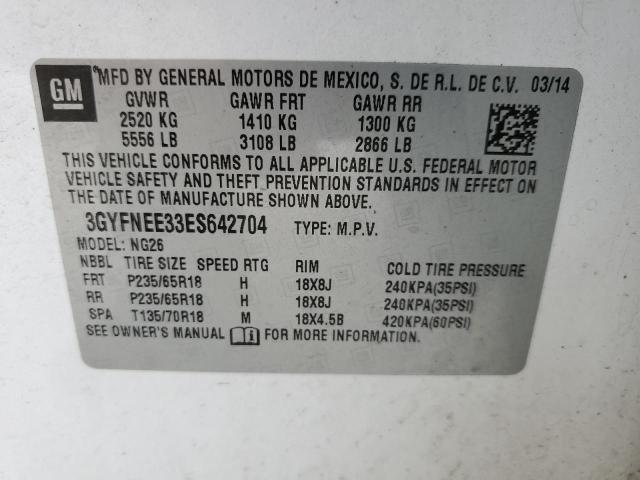 GM
MFD BY GENERAL MOTORS DE MEXICO, S. DE R.L. DE C.V. 03/14
GVWR GAWR FRT GAWR RR
2520 KG 1410 KG 1300 KG
5556 LB 3108 LB 2866 LB
THIS VEHICLE CONFORMS TO ALL APPLICABLE U.S. FEDERAL MOTOR
VEHICLE SAFETY AND THEFT PREVENTION STANDARDS IN EFFECT ON
THE DATE OF MANUFACTURE SHOWN ABOVE.
3GYFNEE33ES642704 TYPE: M.P.V.
MODEL: NG26
NBBL TIRE SIZE SPEED RTG RIM COLD TIRE PRESSURE
FRT P235/65R18 H 18X8J 240KPA(35PSI)
RR P235/65R18 H 18X8J 240KPA(35PSI)
SPA T135/70R18 M 18X4.5B 420KPA(60PSI)
SEE OWNER'S MANUAL FOR MORE INFORMATION.